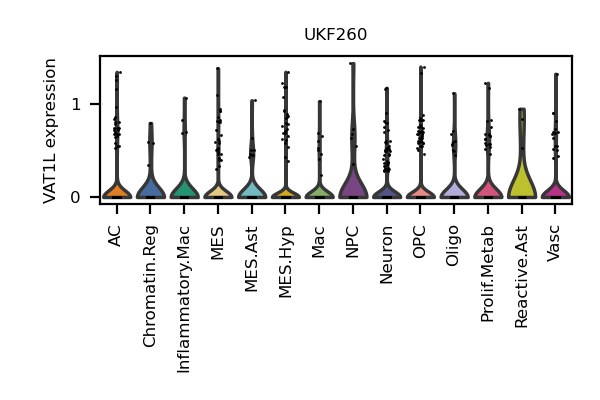 UKF260
VAT1L expression
1
0
AC
Chromatin.Reg
Inflammatory.Mac
MES
MES.Ast
MES.Hyp
Mac
NPC
Neuron
OPC
Oligo
Prolif.Metab
Reactive.Ast
Vasc